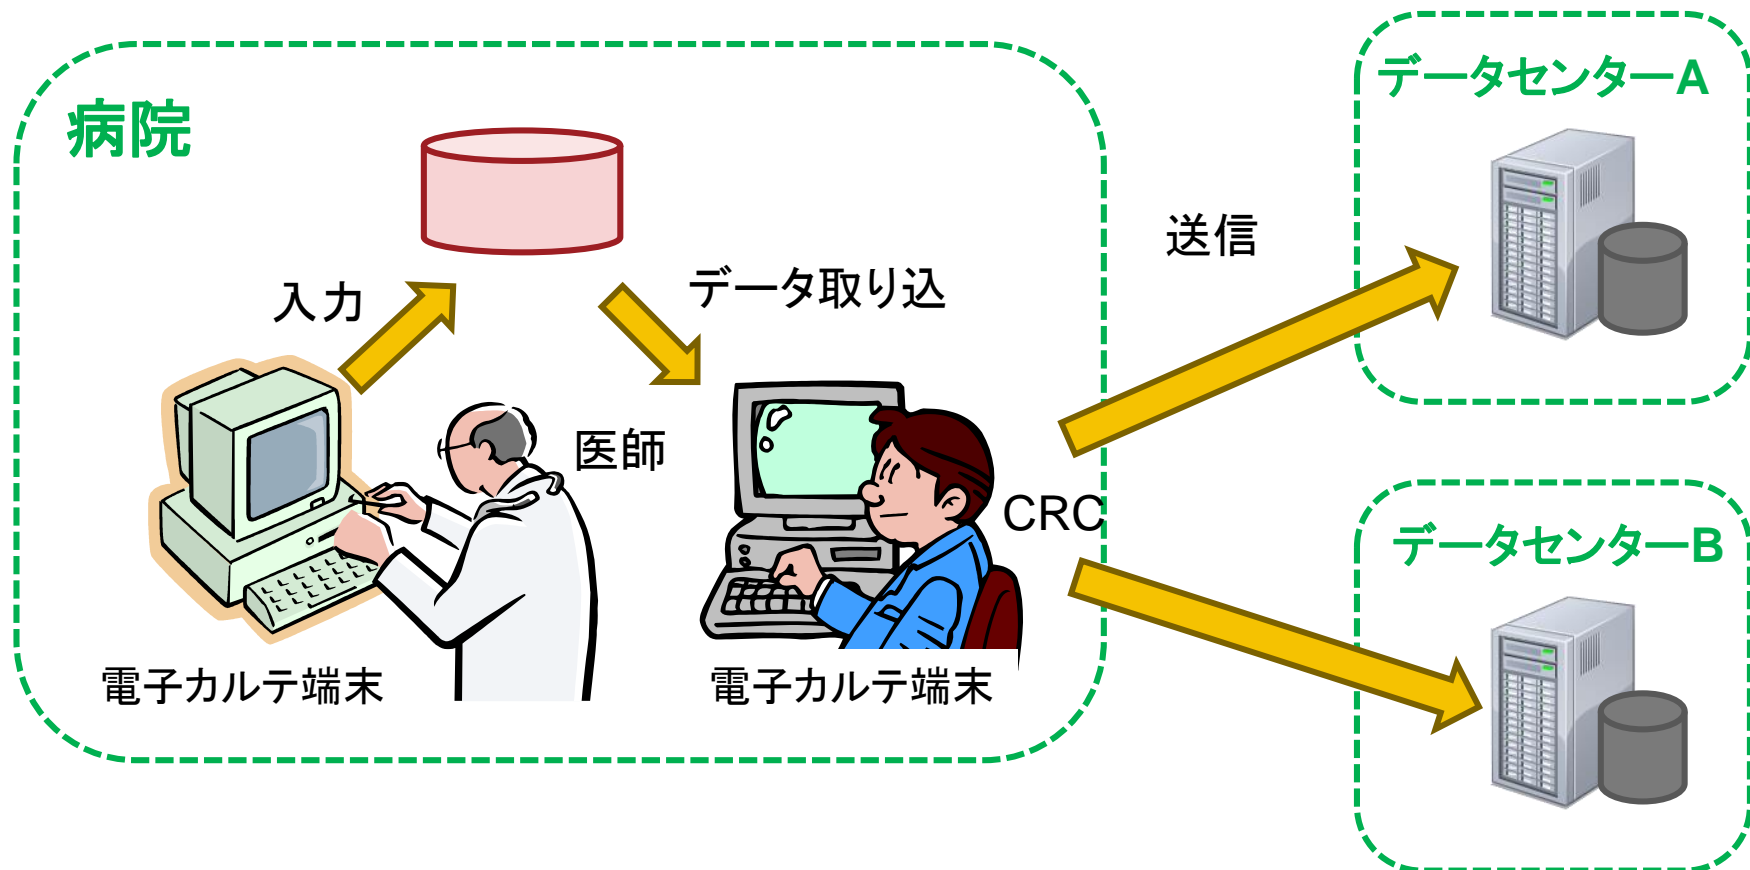 病院
データセンターA
送信
データ取り込
入力
医師
CRC
データセンターB
電子カルテ端末
電子カルテ端末